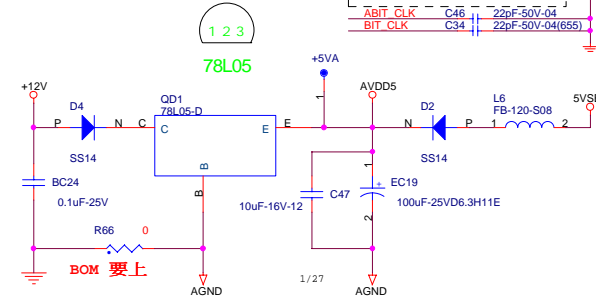 ABIT_CLK C46 22pF-50V-04
BIT_CLK C34 22pF-50V-04(655)
1 2 3
78L05
+5VA
+12V
AVDD5
5VSB
QD1
78L05-D
D4
D2
L6
FB-120-S08
P N C C E E N P 1 2
1
SS14
SS14
B
B
BC24
0.1uF-25V
C47
10uF-16V-12
1
+
EC19
100uF-25VD6.3H11E
2
R66 0
BOM 要上
1/27
AGND
AGND